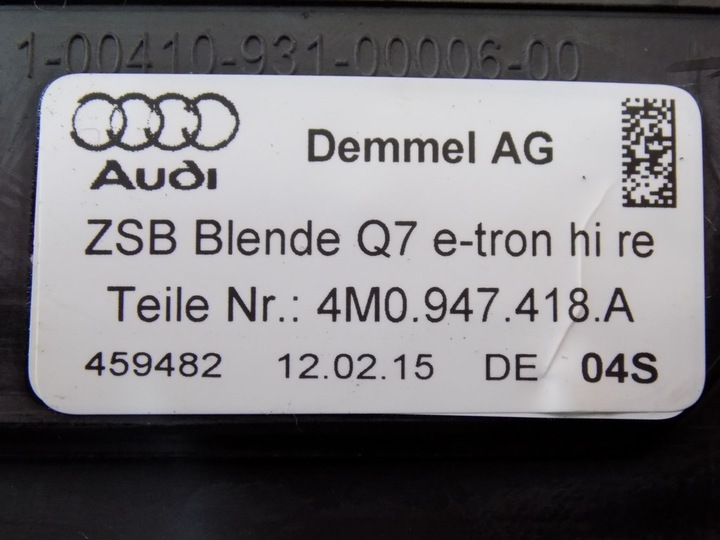 1-00410-931-00006-00
Audi
Demmel AG
ZSB Blende Q7 e-tron hi re
Teile Nr.: 4M0.947.418.A
459482 12.02.15 DE 04S